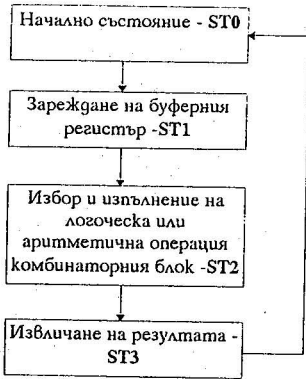 Начално състояние - ST0
Зареждане на буферния
регистър -ST1
Избор и изпълнение на
логоческа или
аритметична операция
комбинаторния блок -ST2
Извличане на резултата -
ST3